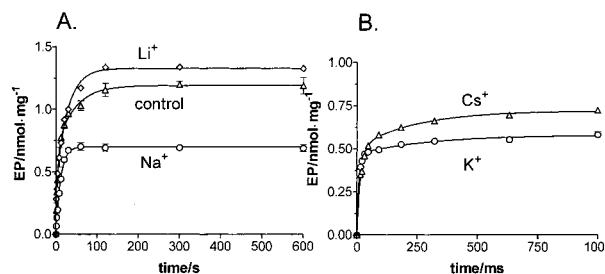 A.
EP/nmol·mg⁻¹
1.5
1.0
0.5
0.0
Li⁺
control
Na⁺
0 100 200 300 400 500 600
time/s
B.
EP/nmol·mg⁻¹
1.00
0.75
0.50
0.25
0.00
Cs⁺
K⁺
0 250 500 750 100
time/ms